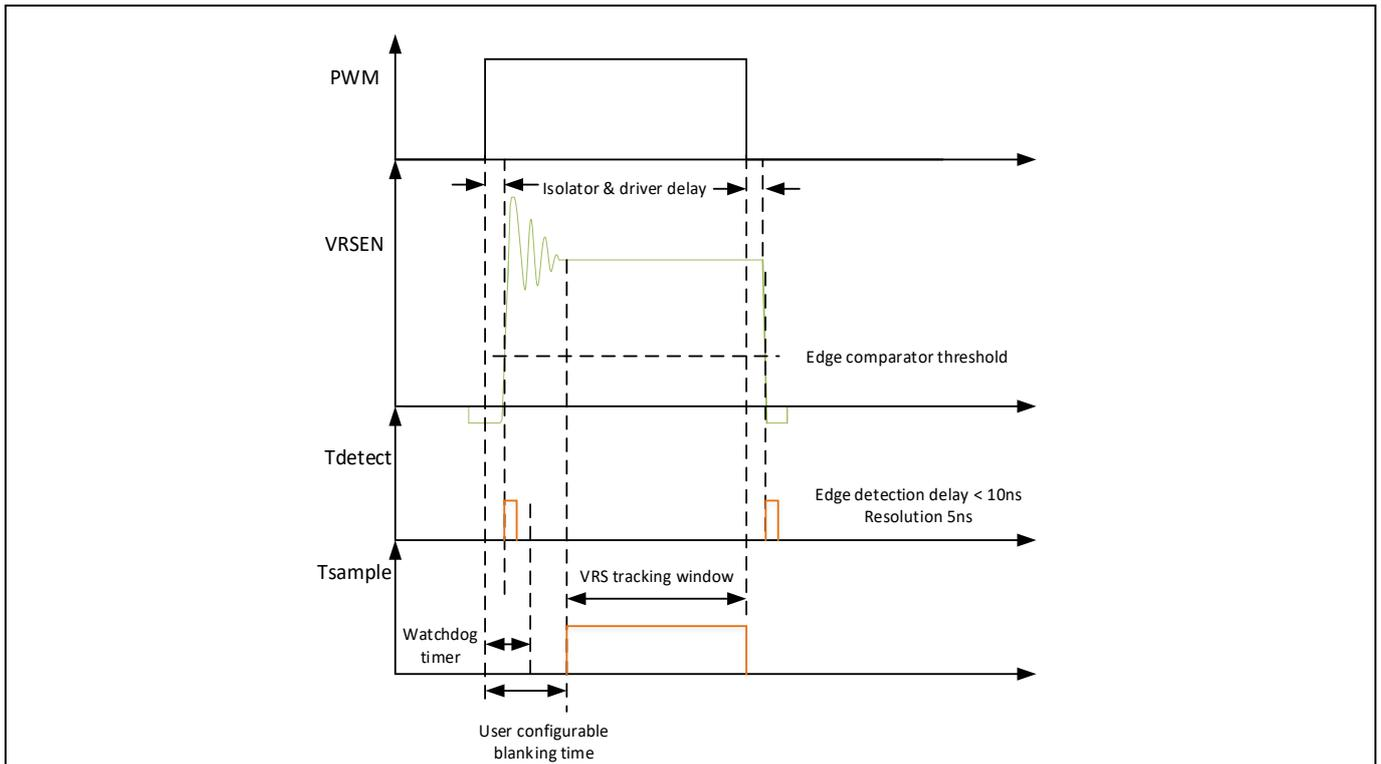 PWM
Isolator & driver delay
VRSEN
Edge comparator threshold
Tdetect
Edge detection delay < 10ns
Resolution 5ns
Tsample
VRS tracking window
Watchdog
timer
User configurable
blanking time